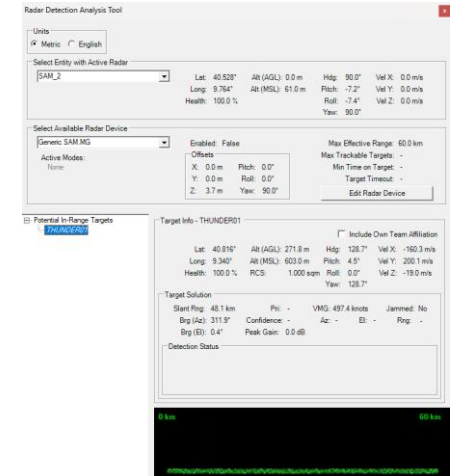 Radar Detection Analysis Tool
Units
Metric English
Select Entity with Active Radar
SAM_2
Lat: 40.528° Alt (AGL): 0.0 m Hdg: 90.0° Vel X: 0.0 m/s
Long: 9.764° Alt (MSL): 61.0 m Pitch: -7.2° Vel Y: 0.0 m/s
Health: 100.0 % Roll: -7.4° Vel Z: 0.0 m/s
Yaw: 90.0°
Select Available Radar Device
Generic SAM.MG
Enabled: False Max Effective Range: 60.0 km
Active Modes:
None
Offsets
X: 0.0 m Pitch: 0.0°
Y: 0.0 m Roll: 0.0°
Z: 3.7 m Yaw: 90.0°
Max Trackable Targets: -
Min Time on Target: -
Target Timeout: -
Edit Radar Device
Potential In-Range Targets
THUNDER01
Target Info - THUNDER01
Include Own Team Affiliation
Lat: 40.816° Alt (AGL): 271.8 m Hdg: 128.7° Vel X: -160.3 m/s
Long: 9.340° Alt (MSL): 603.0 m Pitch: 4.5° Vel Y: 200.1 m/s
Health: 100.0 % RCS: 1.000 sqm Roll: 0.0° Vel Z: -19.0 m/s
Yaw: 128.7°
Target Solution
Slant Rng: 48.1 km Pri: - VMG: 497.4 knots Jammed: No
Brg (Az): 311.9° Confidence: - Az: - El: - Rng: -
Brg (El): 0.4° Peak Gain: 0.0 dB
Detection Status
0 km 60 km